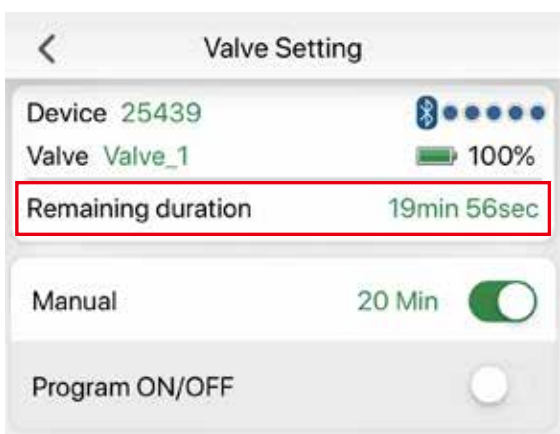 Valve Setting
Device 25439
Valve Valve_1 100%
Remaining duration 19min 56sec
Manual 20 Min
Program ON/OFF